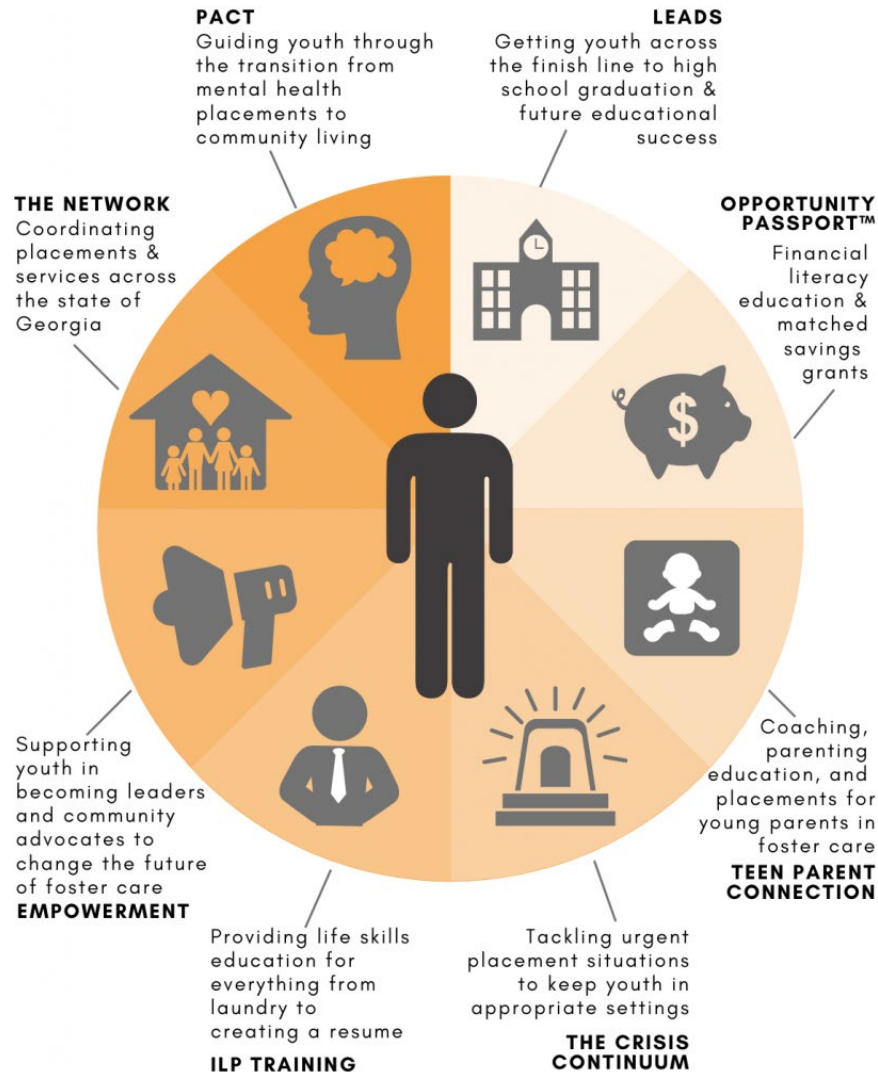 PACT
Guiding youth through
the transition from
mental health
placements to
community living
LEADS
Getting youth across
the finish line to high
school graduation &
future educational
success
THE NETWORK
Coordinating
placements &
services across
the state of
Georgia
OPPORTUNITY
PASSPORT™
Financial
literacy
education &
matched
savings
grants
$
Supporting
youth in
becoming leaders
and community
advocates to
change the future
of foster care
EMPOWERMENT
Coaching,
parenting
education, and
placements for
young parents in
foster care
TEEN PARENT
CONNECTION
Providing life skills
education for
everything from
laundry to
creating a resume
ILP TRAINING
Tackling urgent
placement situations
to keep youth in
appropriate settings
THE CRISIS
CONTINUUM